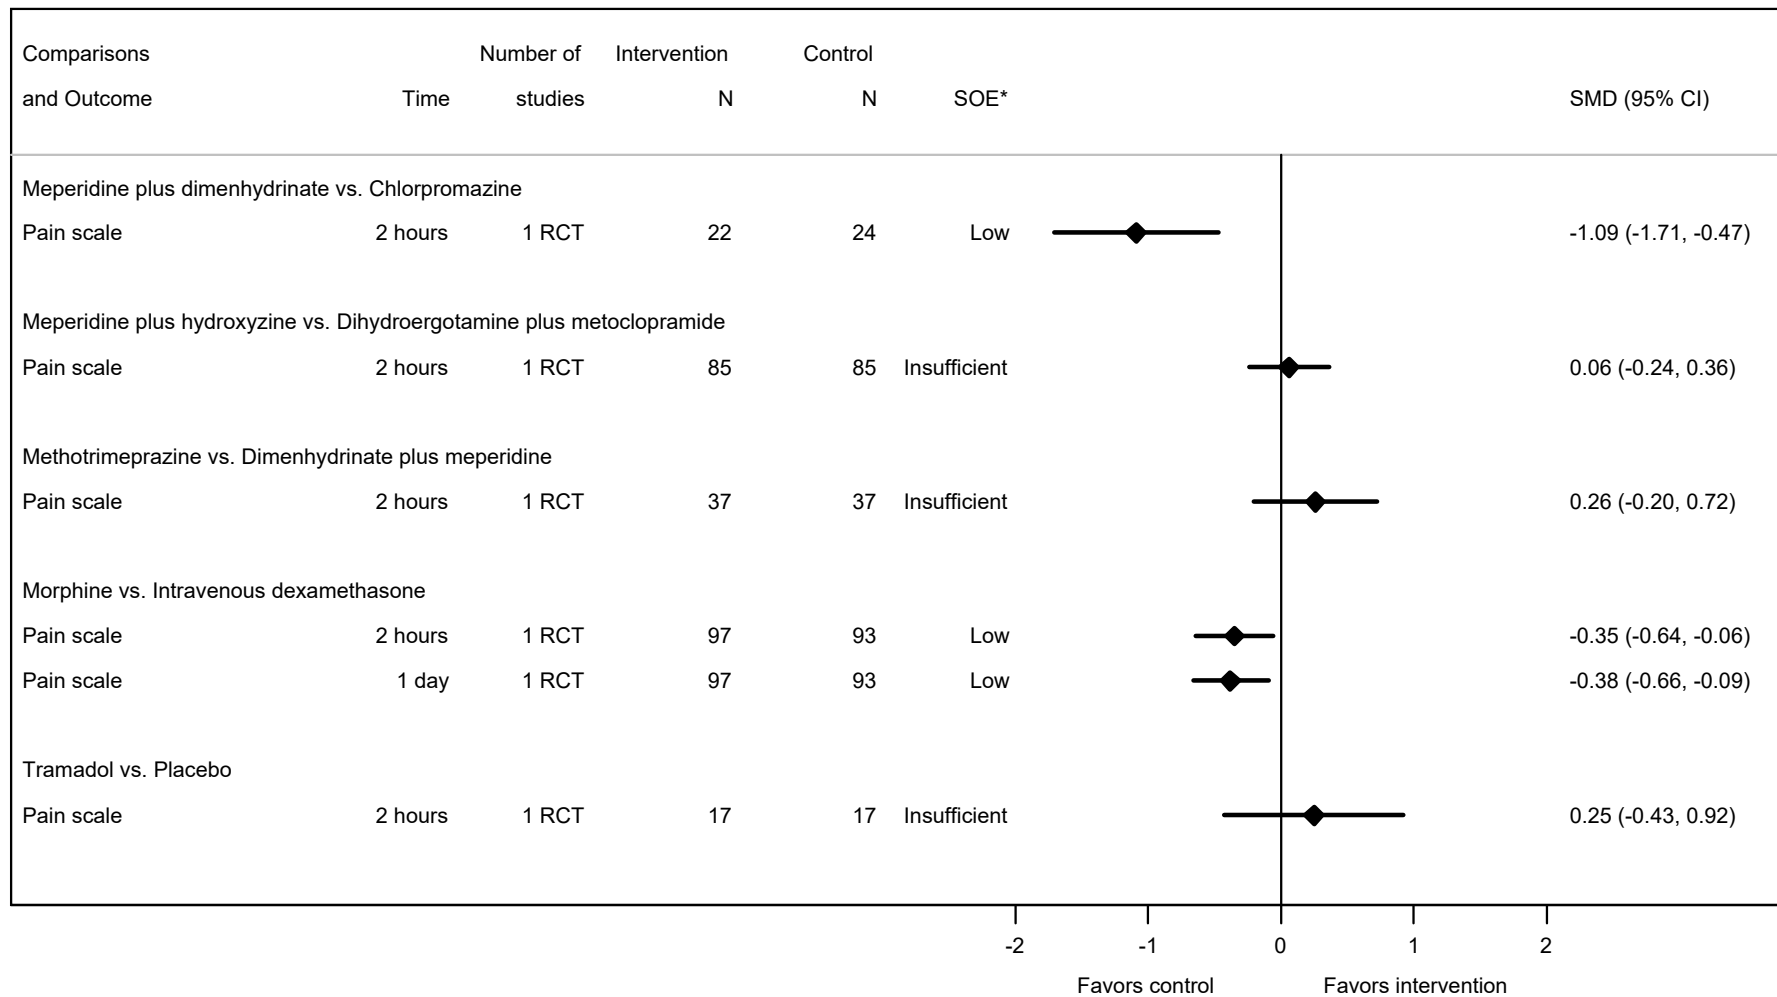 Comparisons Number of Intervention Control
and Outcome Time studies N N SOE* SMD (95% CI)
Meperidine plus dimenhydrinate vs. Chlorpromazine
Pain scale 2 hours 1 RCT 22 24 Low -1.09 (-1.71, -0.47)
Meperidine plus hydroxyzine vs. Dihydroergotamine plus metoclopramide
Pain scale 2 hours 1 RCT 85 85 Insufficient 0.06 (-0.24, 0.36)
Methotrimeprazine vs. Dimenhydrinate plus meperidine
Pain scale 2 hours 1 RCT 37 37 Insufficient 0.26 (-0.20, 0.72)
Morphine vs. Intravenous dexamethasone
Pain scale 2 hours 1 RCT 97 93 Low -0.35 (-0.64, -0.06)
Pain scale 1 day 1 RCT 97 93 Low -0.38 (-0.66, -0.09)
Tramadol vs. Placebo
Pain scale 2 hours 1 RCT 17 17 Insufficient 0.25 (-0.43, 0.92)
-2 -1 0 1 2
Favors control Favors intervention